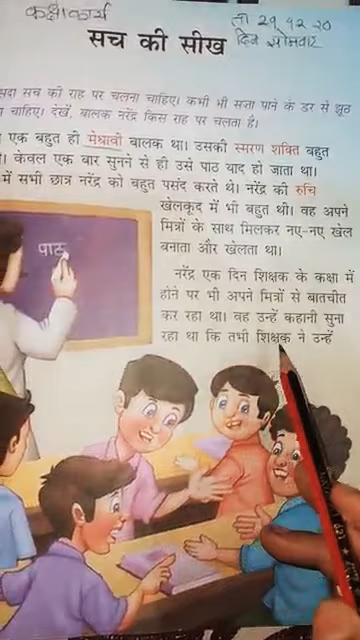 कक्षाकार्य
ता 29 12 20
दिन सोमवार
सच की सीख
सदा सच की राह पर चलना चाहिए। कभी भी सज़ा पाने के डर से झूठ
चाहिए। देखें, बालक नरेंद्र किस राह पर चलता है।
एक बहुत ही मेधावी बालक था। उसकी स्मरण शक्ति बहुत
। केवल एक बार सुनने से ही उसे पाठ याद हो जाता था।
में सभी छात्र नरेंद्र को बहुत पसंद करते थे। नरेंद्र की रुचि
खेलकूद में भी बहुत थी। वह अपने
मित्रों के साथ मिलकर नए-नए खेल
बनाता और खेलता था।
पाठ
नरेंद्र एक दिन शिक्षक के कक्षा में
होने पर भी अपने मित्रों से बातचीत
कर रहा था। वह उन्हें कहानी सुना
रहा था कि तभी शिक्षक ने उन्हें